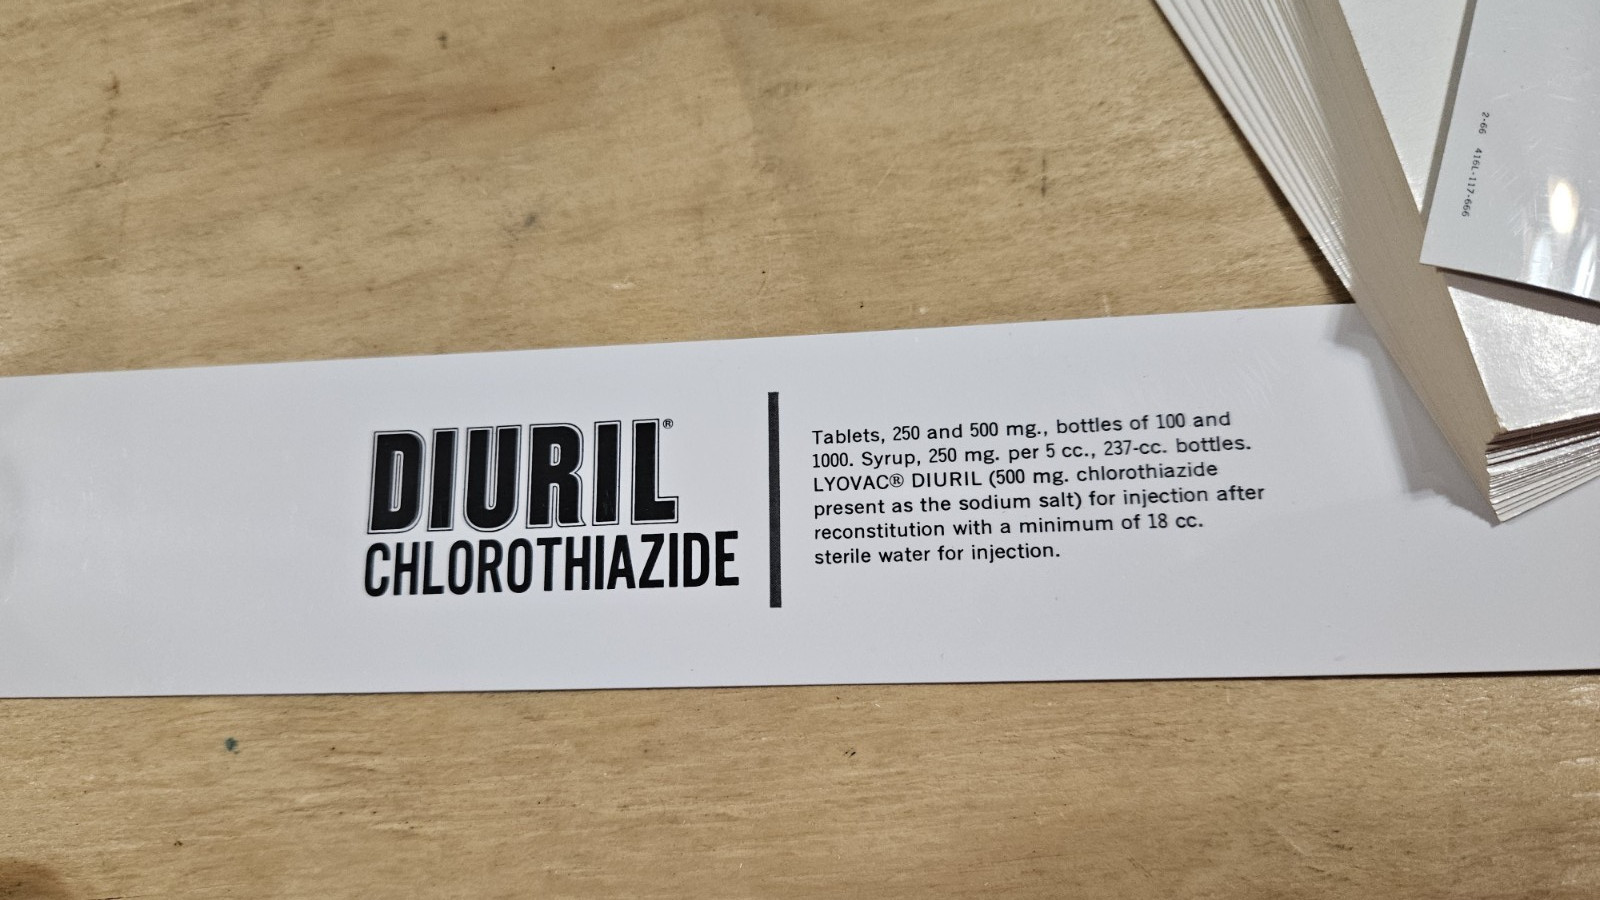 DIURIL®
CHLOROTHIAZIDE
Tablets, 250 and 500 mg., bottles of 100 and
1000. Syrup, 250 mg. per 5 cc., 237-cc. bottles.
LYOVAC® DIURIL (500 mg. chlorothiazide
present as the sodium salt) for injection after
reconstitution with a minimum of 18 cc.
sterile water for injection.
2-66 416L-117-666